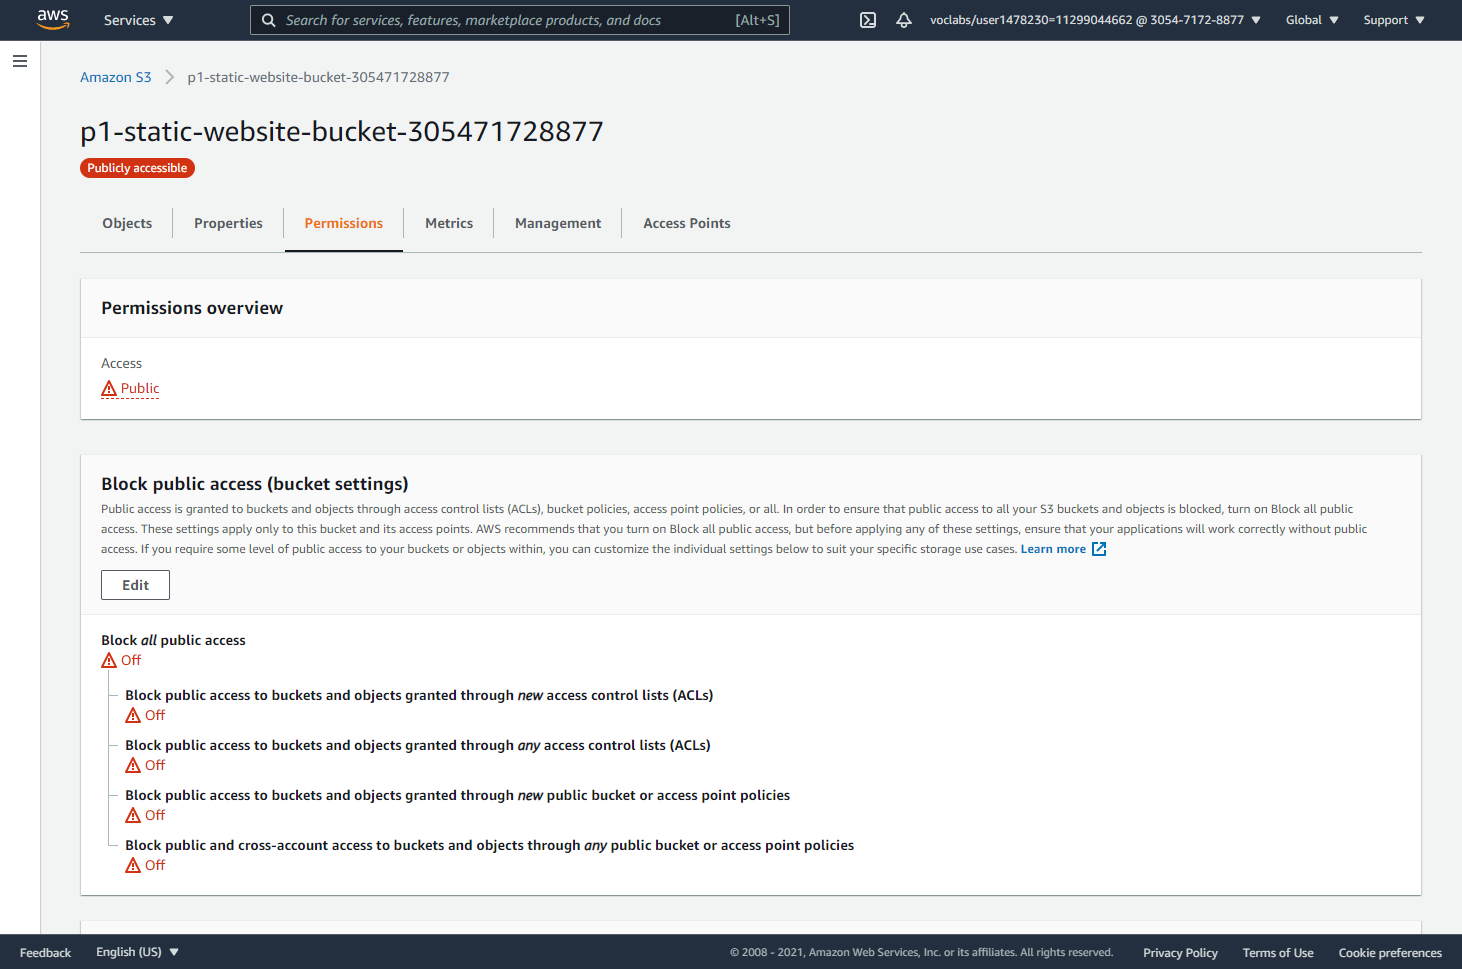 aws Services Search for services, features, marketplace products, and docs [Alt+S] voclabs/user1478230=11299044662 @ 3054-7172-8877 Global Support
Amazon S3 p1-static-website-bucket-305471728877
p1-static-website-bucket-305471728877
Publicly accessible
Objects Properties Permissions Metrics Management Access Points
Permissions overview
Access
Public
Block public access (bucket settings)
Public access is granted to buckets and objects through access control lists (ACLs), bucket policies, access point policies, or all. In order to ensure that public access to all your S3 buckets and objects is blocked, turn on Block all public
access. These settings apply only to this bucket and its access points. AWS recommends that you turn on Block all public access, but before applying any of these settings, ensure that your applications will work correctly without public
access. If you require some level of public access to your buckets or objects within, you can customize the individual settings below to suit your specific storage use cases. Learn more
Edit
Block all public access
Off
Block public access to buckets and objects granted through new access control lists (ACLs)
Off
Block public access to buckets and objects granted through any access control lists (ACLs)
Off
Block public access to buckets and objects granted through new public bucket or access point policies
Off
Block public and cross-account access to buckets and objects through any public bucket or access point policies
Off
Feedback English (US) © 2008 - 2021, Amazon Web Services, Inc. or its affiliates. All rights reserved. Privacy Policy Terms of Use Cookie preferences